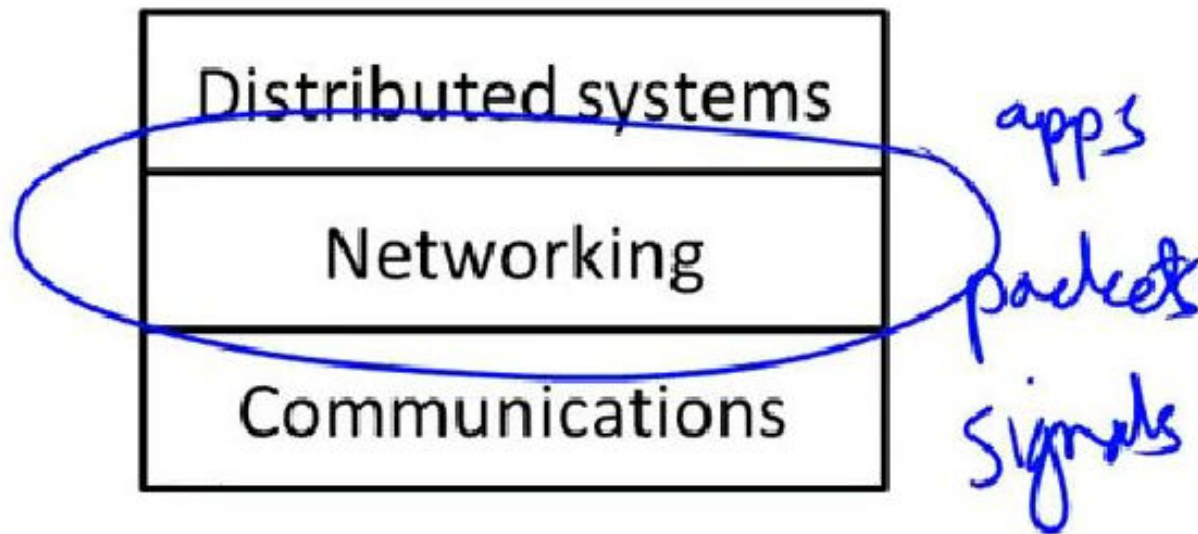 Distributed systems
apps
Networking
packets
Communications
signals